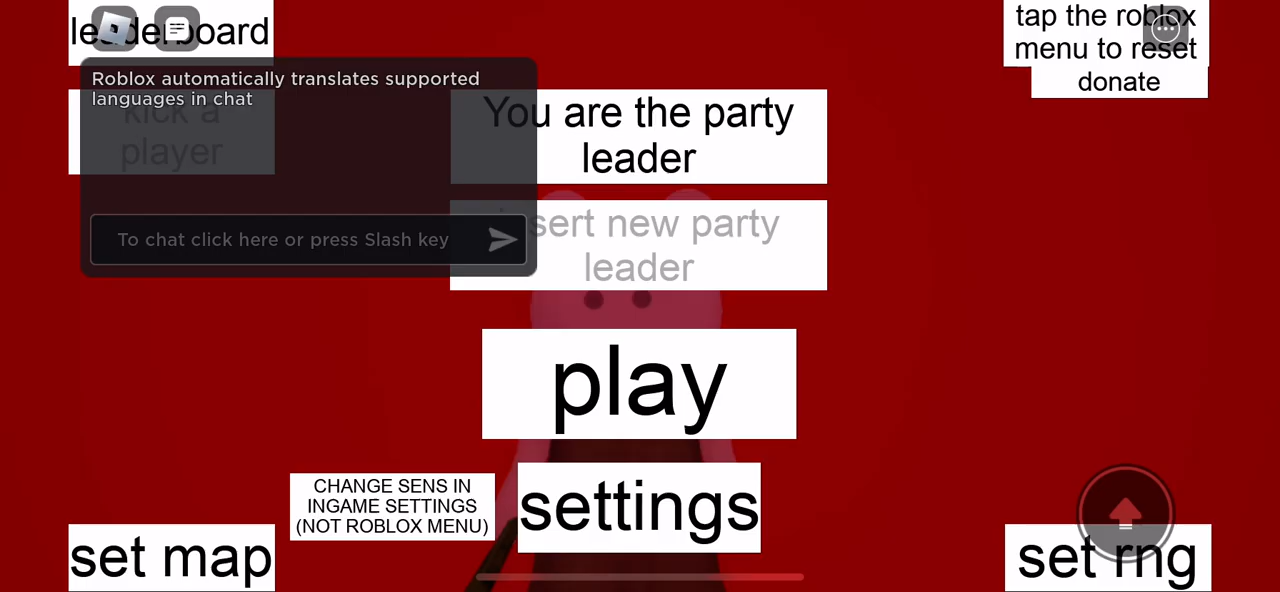 leaderboard
tap the roblox
menu to reset
donate
Roblox automatically translates supported
languages in chat
kick a
player
You are the party
leader
To chat click here or press Slash key
insert new party
leader
play
CHANGE SENS IN
INGAME SETTINGS
(NOT ROBLOX MENU)
settings
set map
set rng